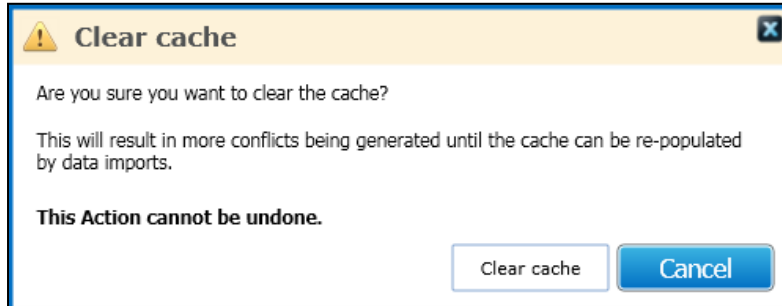 Clear cache
Are you sure you want to clear the cache?
This will result in more conflicts being generated until the cache can be re-populated
by data imports.
This Action cannot be undone.
Clear cache
Cancel